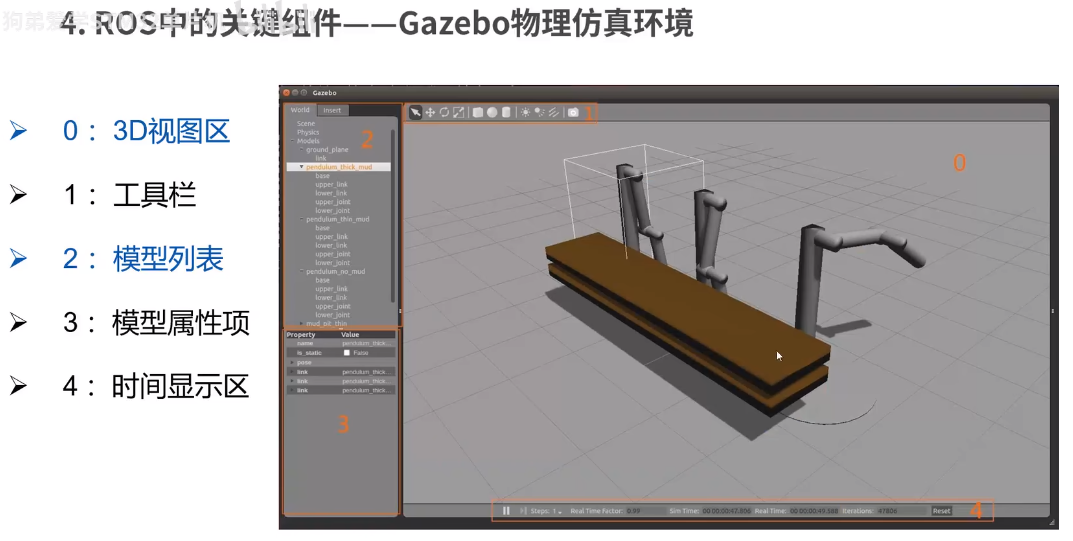 4. ROS中的关键组件——Gazebo物理仿真环境
➢ 0： 3D视图区
➢ 1： 工具栏
➢ 2： 模型列表
➢ 3： 模型属性项
➢ 4： 时间显示区
Gazebo
World Insert
1
Scene
Physics
Models
2
ground_plane
link
pendulum_thick_mud
0
base
upper_link
lower_link
upper_joint
lower_joint
pendulum_thin_mud
base
upper_link
lower_link
upper_joint
lower_joint
pendulum_no_mud
base
upper_link
lower_link
upper_joint
lower_joint
mud_pit_thin
Property Value
name pendulum_thick...
is_static False
pose
link pendulum_thick...
link pendulum_thick...
link pendulum_thick...
3
Steps: 1 Real Time Factor: 0.99 Sim Time: 00 00:00:47.806 Real Time: 00 00:00:49.588 Iterations: 47806 Reset
4